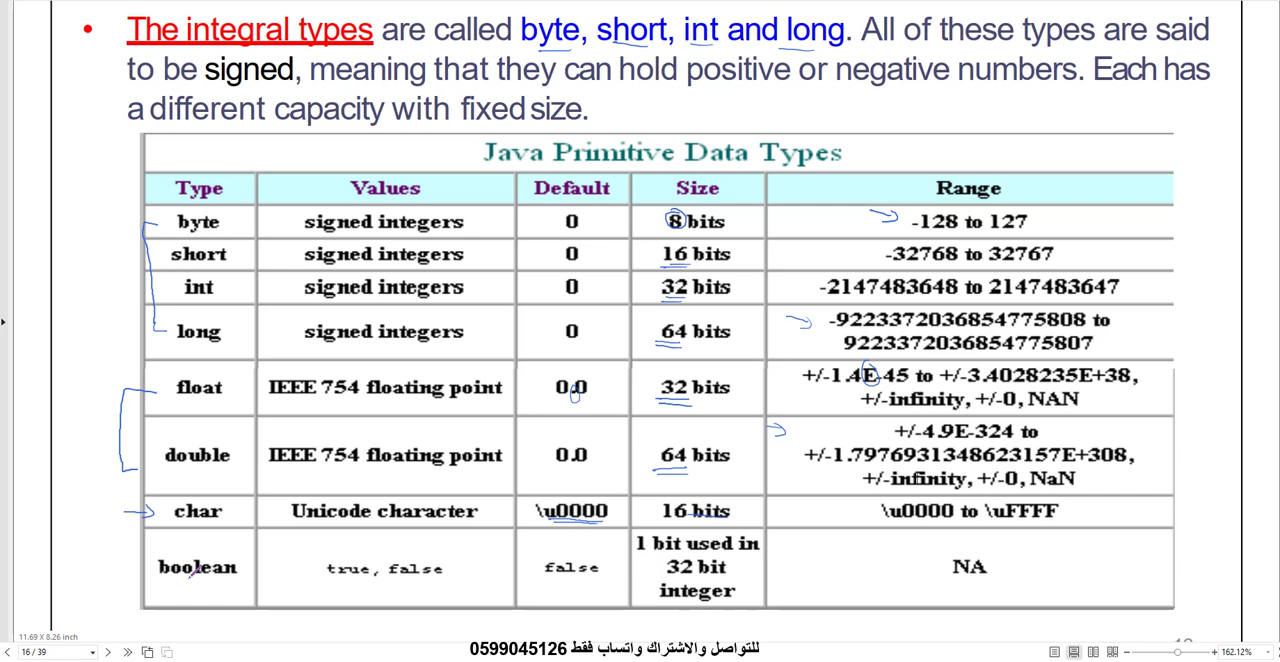 • The integral types are called byte, short, int and long. All of these types are said
to be signed, meaning that they can hold positive or negative numbers. Each has
a different capacity with fixed size.
Java Primitive Data Types
Type Values Default Size Range
byte signed integers 0 8 bits -128 to 127
short signed integers 0 16 bits -32768 to 32767
int signed integers 0 32 bits -2147483648 to 2147483647
long signed integers 0 64 bits -9223372036854775808 to
9223372036854775807
float IEEE 754 floating point 0.0 32 bits +/-1.4E-45 to +/-3.4028235E+38,
+/-infinity, +/-0, NAN
double IEEE 754 floating point 0.0 64 bits +/-4.9E-324 to
+/-1.7976931348623157E+308,
+/-infinity, +/-0, NaN
char Unicode character \u0000 16 bits \u0000 to \uFFFF
boolean true, false false 1 bit used in
32 bit
integer NA
11.69 X 8.26 inch
16 / 39
للتواصل والاشتراك واتساب فقط 0599045126
162.12%